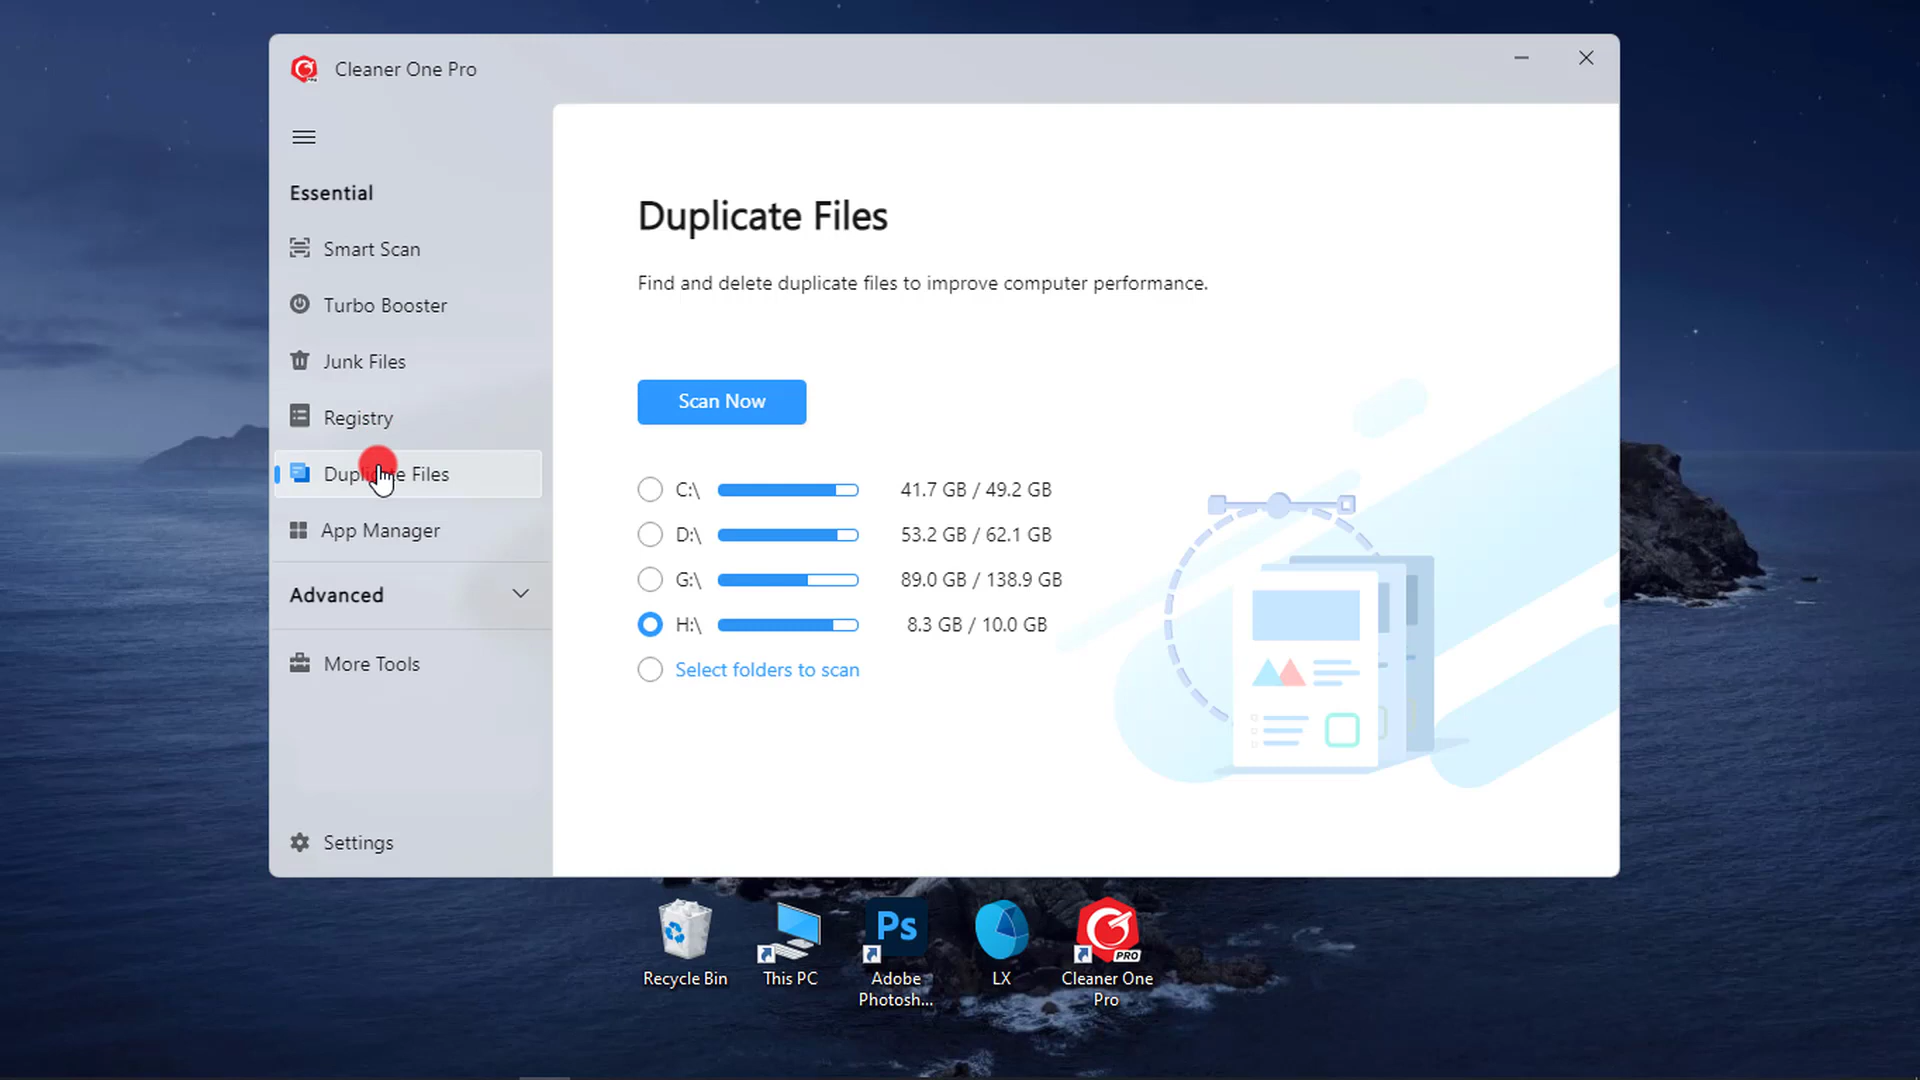 Cleaner One Pro
Essential
Smart Scan
Turbo Booster
Junk Files
Registry
Duplicate Files
App Manager
Advanced
More Tools
Settings
Duplicate Files
Find and delete duplicate files to improve computer performance.
Scan Now
C:\ 41.7 GB / 49.2 GB
D:\ 53.2 GB / 62.1 GB
G:\ 89.0 GB / 138.9 GB
H:\ 8.3 GB / 10.0 GB
Select folders to scan
Ps
PRO
Recycle Bin
This PC
Adobe
Photosh...
LX
Cleaner One
Pro